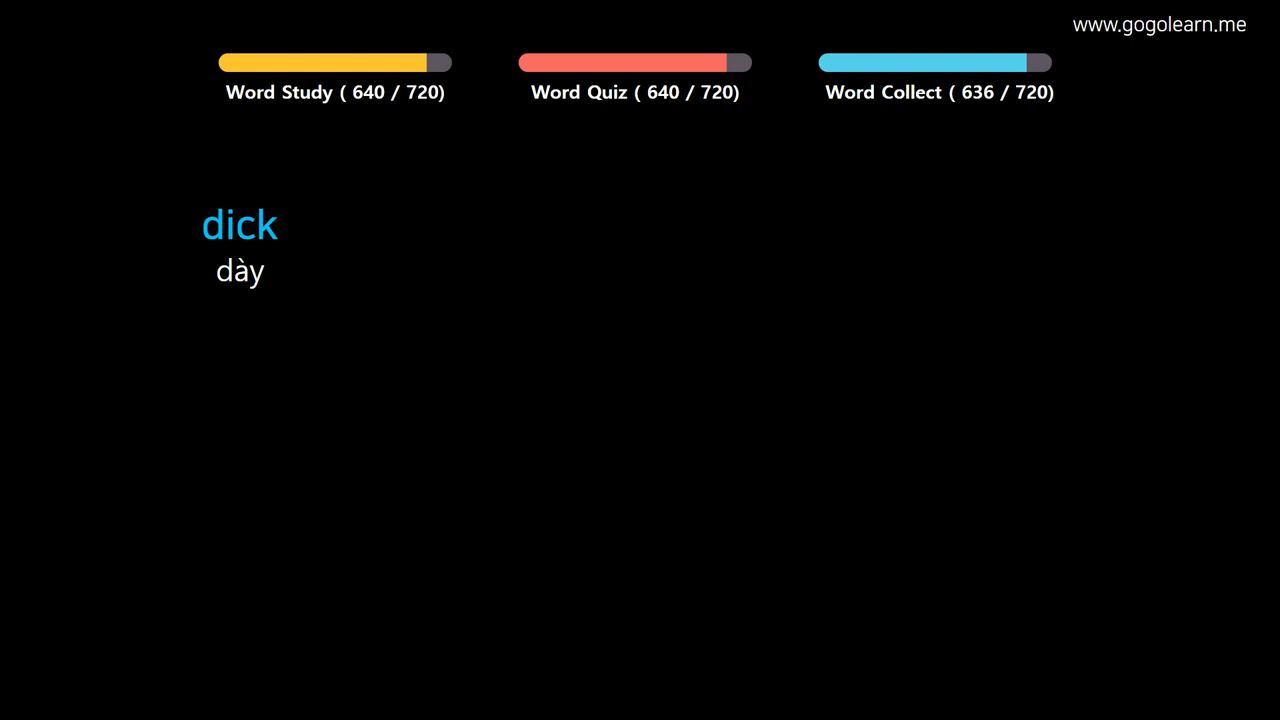 www.gogolearn.me
Word Study ( 640 / 720)
Word Quiz ( 640 / 720)
Word Collect ( 636 / 720)
dick
dày